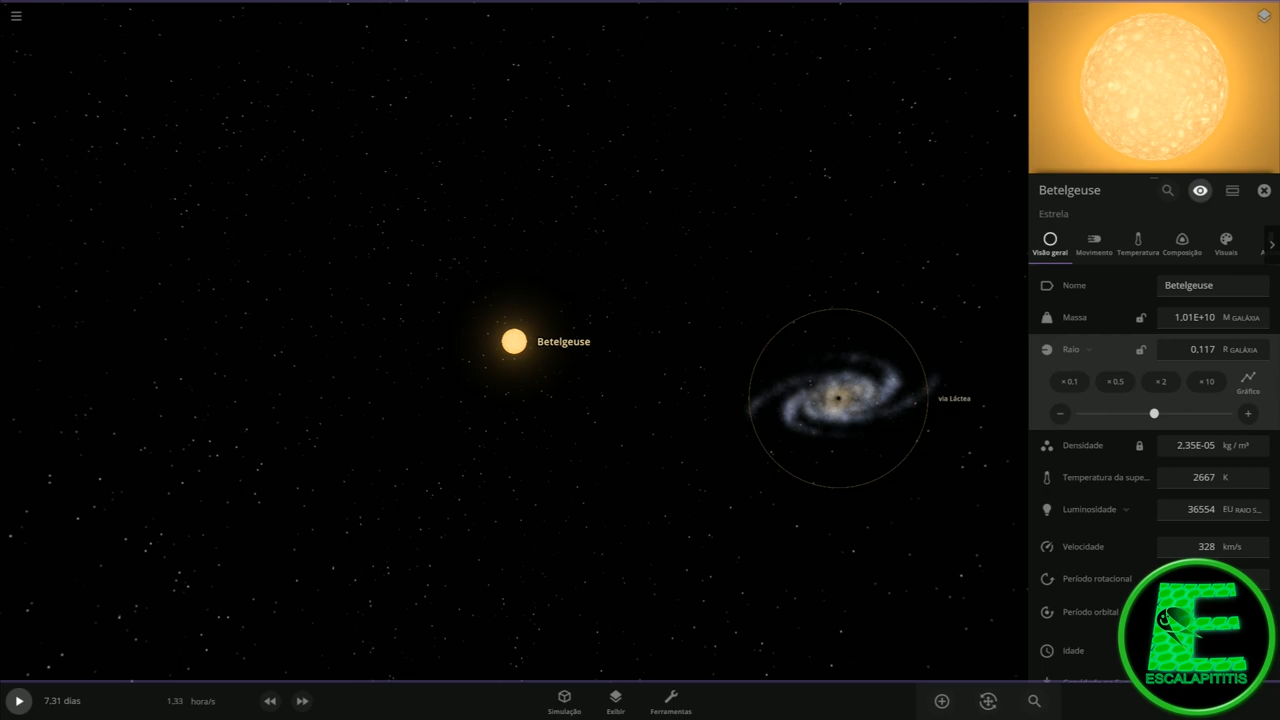 Betelgeuse
Estrela
Visão geral
Movimento
Temperatura
Composição
Visuais
Nome
Betelgeuse
Massa
1.01E+10 M GALÁXIA
Raio
0,117 R GALÁXIA
× 0.1
× 0.5
× 2
× 10
Gráfico
Densidade
2.35E-05 kg / m³
Temperatura da supe...
2667 K
Luminosidade
36554 EU RAIO S...
Velocidade
328 km/s
Período rotacional
Período orbital
Idade
Betelgeuse
via Láctea
7.31 dias
1,33 hora/s
Simulação
Exibir
Ferramentas
E
ESCALAPITITIS